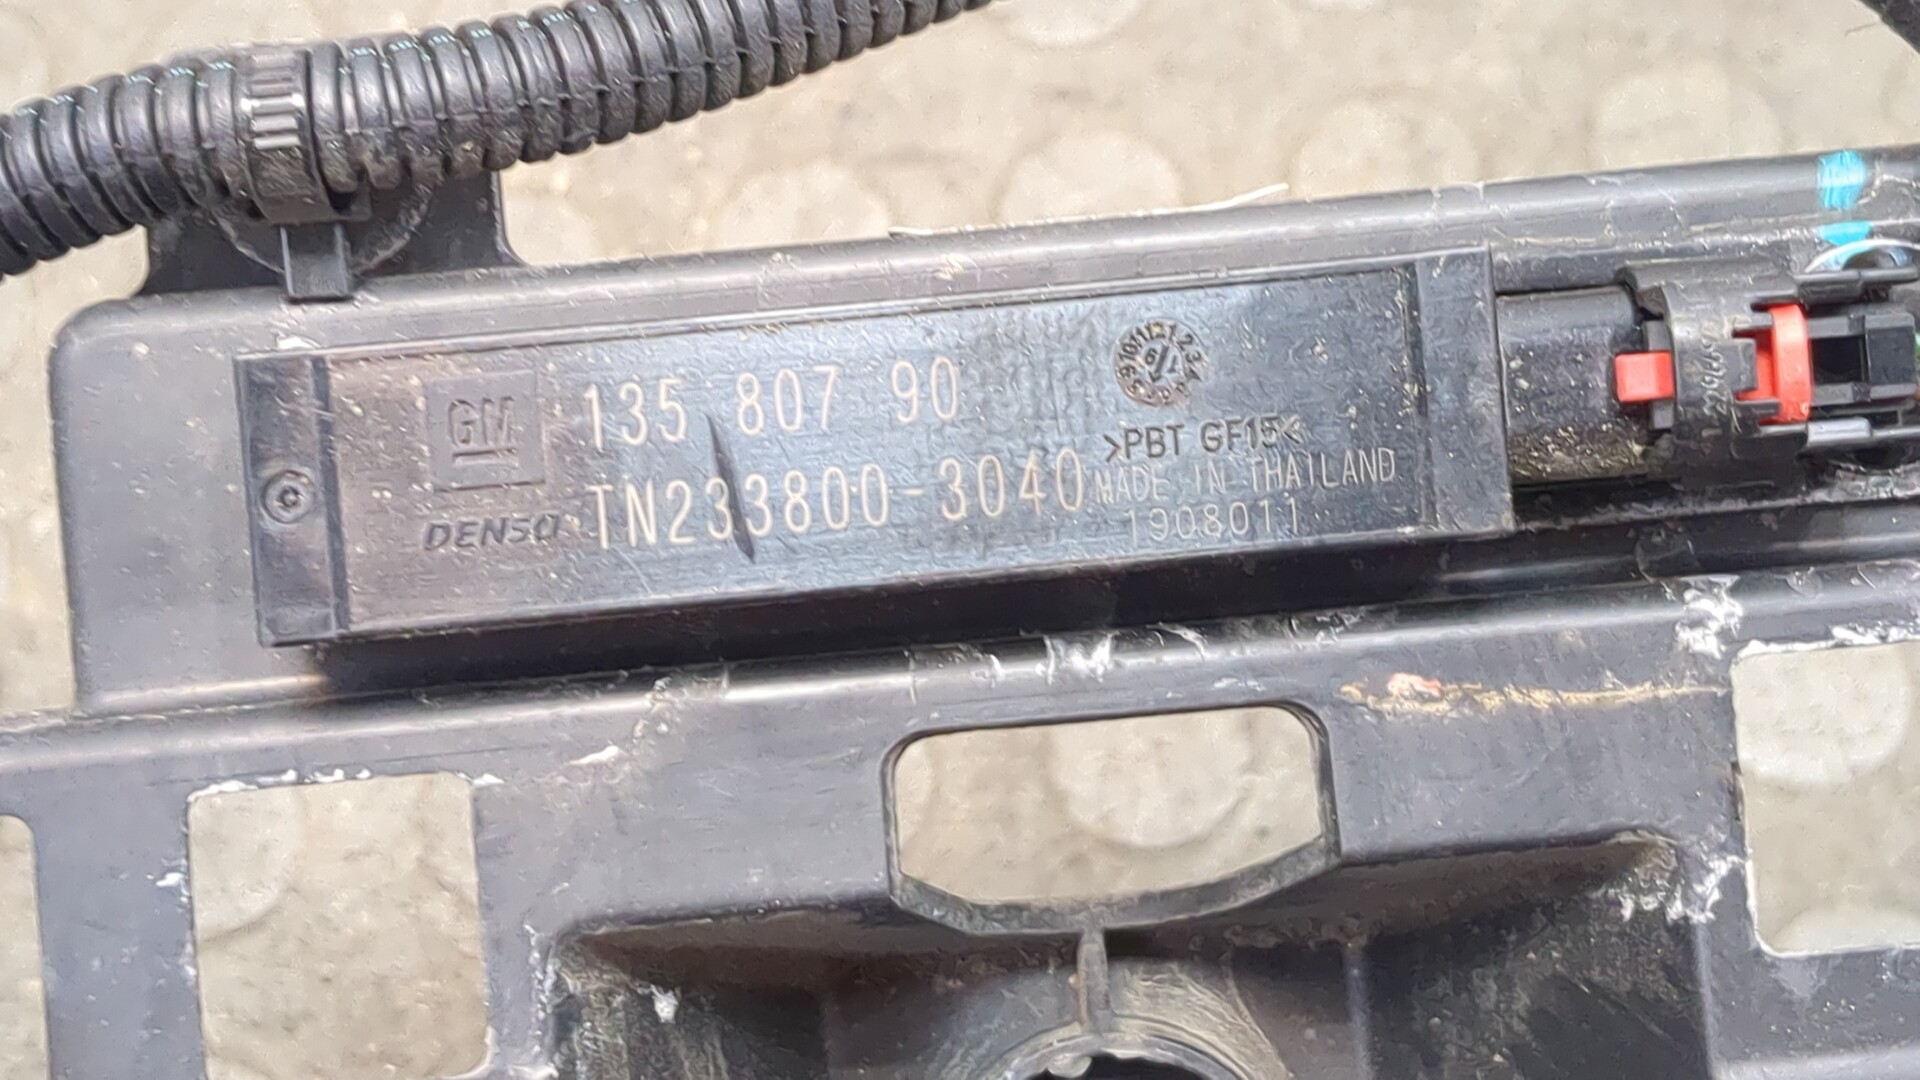 GM
135 807 90
>PBT GF15<
DENSO
TN233800-3040
MADE IN THAILAND
1908011